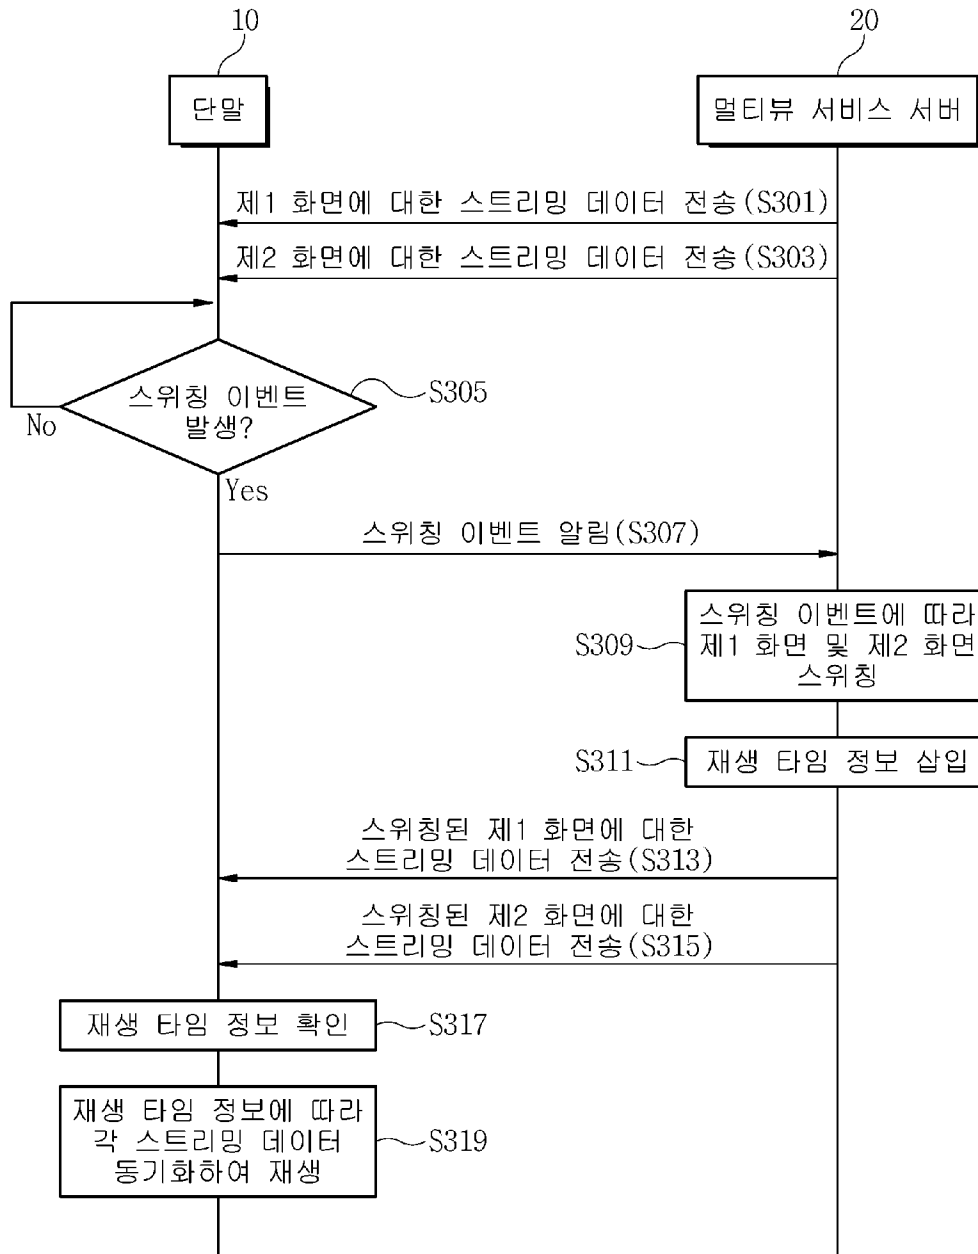 10
20
단말
멀티뷰 서비스 서버
제1 화면에 대한 스트리밍 데이터 전송(S301)
제2 화면에 대한 스트리밍 데이터 전송(S303)
스위칭 이벤트
발생?
S305
No
Yes
스위칭 이벤트 알림(S307)
스위칭 이벤트에 따라
제1 화면 및 제2 화면
스위칭
S309
S311
재생 타임 정보 삽입
스위칭된 제1 화면에 대한
스트리밍 데이터 전송(S313)
스위칭된 제2 화면에 대한
스트리밍 데이터 전송(S315)
재생 타임 정보 확인
S317
재생 타임 정보에 따라
각 스트리밍 데이터
동기화하여 재생
S319